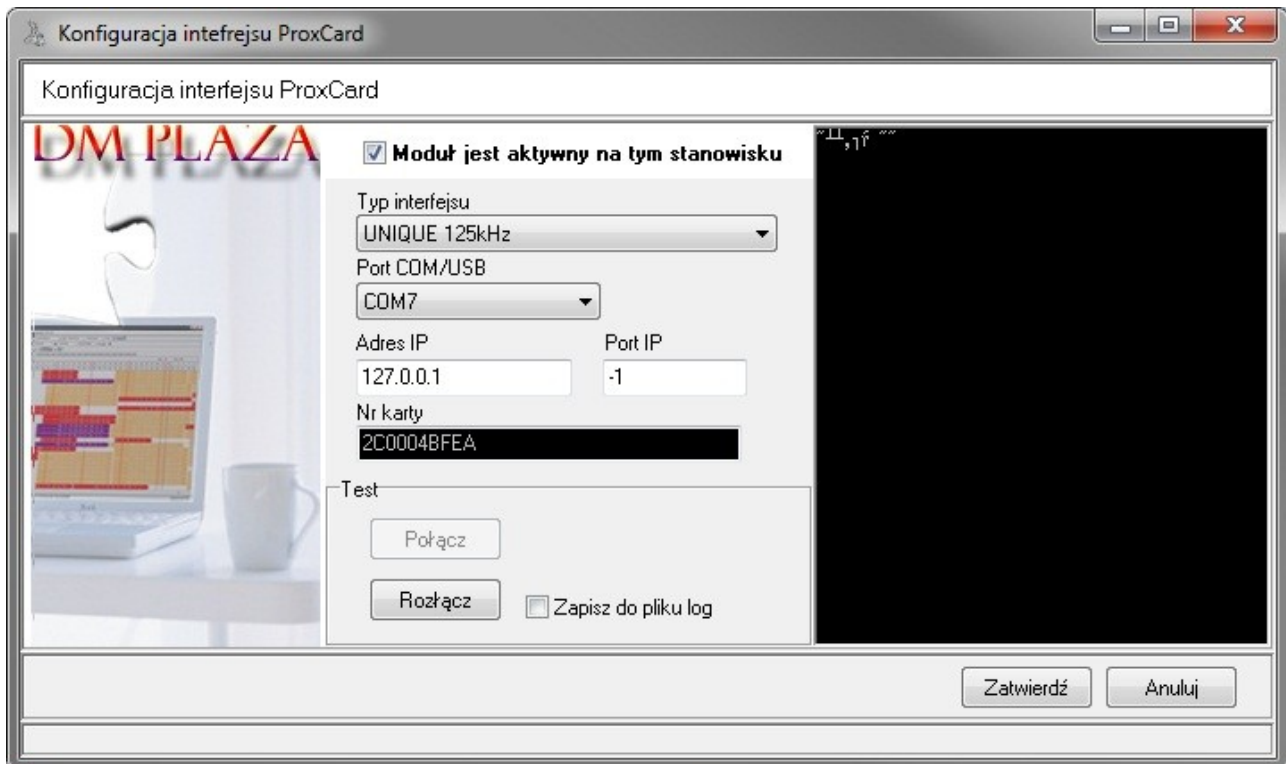 Konfiguracja intefrejsu ProxCard
Konfiguracja interfejsu ProxCard
DM PLAZA
Moduł jest aktywny na tym stanowisku
Typ interfejsu
UNIQUE 125kHz
Port COM/USB
COM7
Adres IP
Port IP
127.0.0.1
-1
Nr karty
2C0004BFEA
Test
Połącz
Rozłącz
Zapisz do pliku log
Zatwierdź
Anuluj